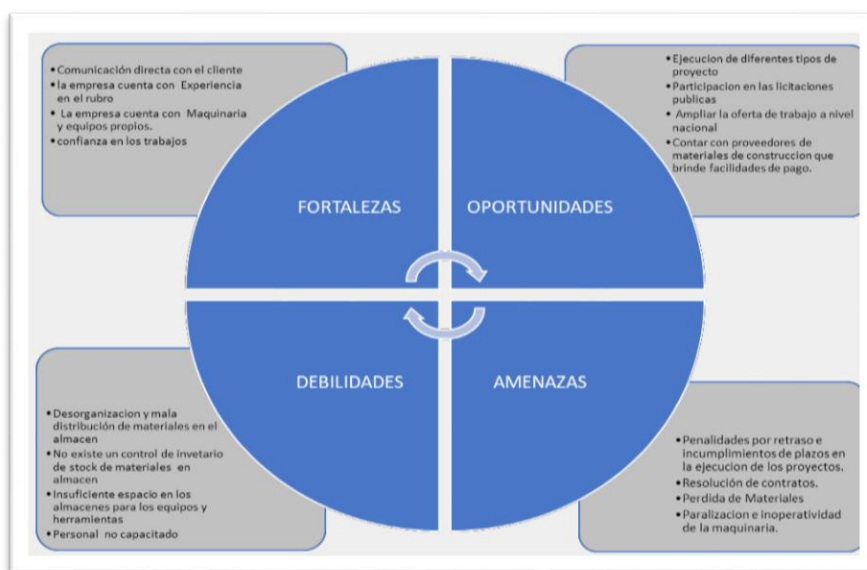 • Comunicación directa con el cliente
• la empresa cuenta con Experiencia
en el rubro
• La empresa cuenta con Maquinaria
y equipos propios.
• confianza en los trabajos
• Ejecucion de diferentes tipos de
proyecto
• Participacion en las licitaciones
publicas
• Ampliar la oferta de trabajo a nivel
nacional
• Contar con proveedores de
materiales de construccion que
brinde facilidades de pago.
FORTALEZAS
OPORTUNIDADES
DEBILIDADES
AMENAZAS
• Desorganizacion y mala
distribución de materiales en el
almacen
• No existe un control de invetario
de stock de materiales en
almacen
• Insuficiente espacio en los
almacenes para los equipos y
herramientas
• Personal no capacitado
• Penalidades por retraso e
incumplimientos de plazos en
la ejecucion de los proyectos.
• Resolución de contratos.
• Perdida de Materiales
• Paralizacion e inoperatividad
de la maquinaria.